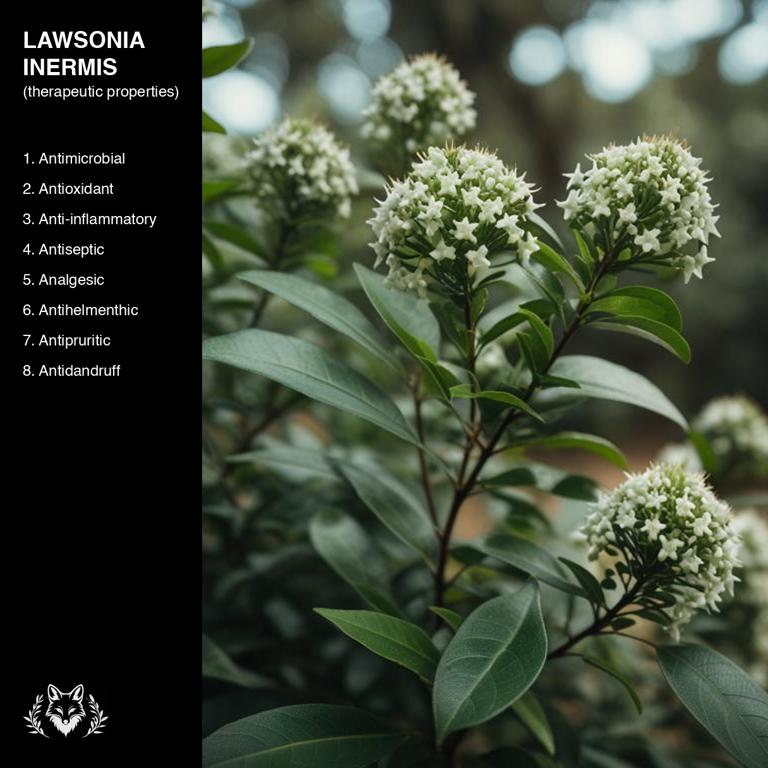 LAWSONIA
INERMIS
(therapeutic properties)
1. Antimicrobial
2. Antioxidant
3. Anti-inflammatory
4. Antiseptic
5. Analgesic
6. Antihelmenthic
7. Antipruritic
8. Antidandruff